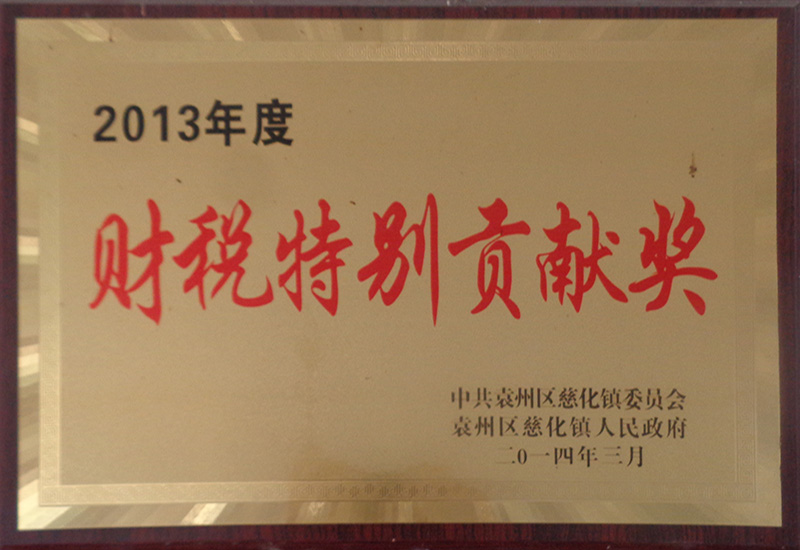 2013年度
财税特别贡献奖
中共袁州区慈化镇委员会
袁州区慈化镇人民政府
二0一四年三月